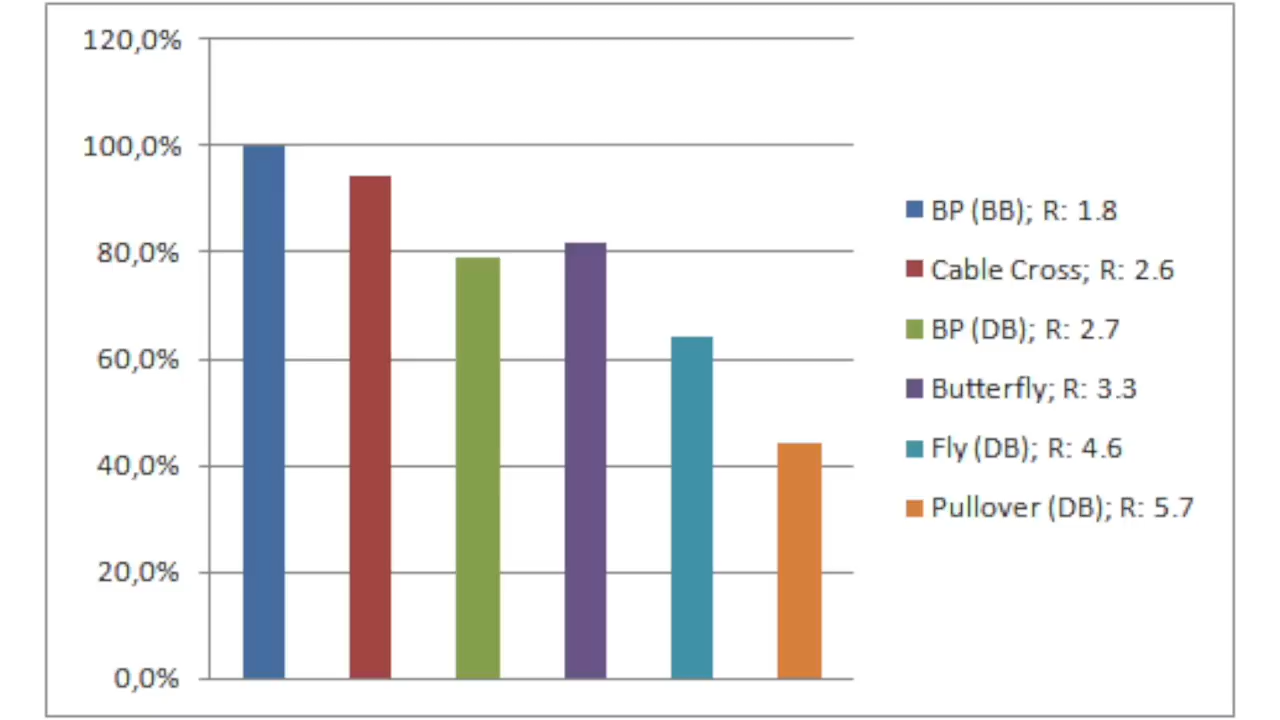 120,0%
100,0%
80,0%
60,0%
40,0%
20,0%
0,0%
BP (BB); R: 1.8
Cable Cross; R: 2.6
BP (DB); R: 2.7
Butterfly; R: 3.3
Fly (DB); R: 4.6
Pullover (DB); R: 5.7